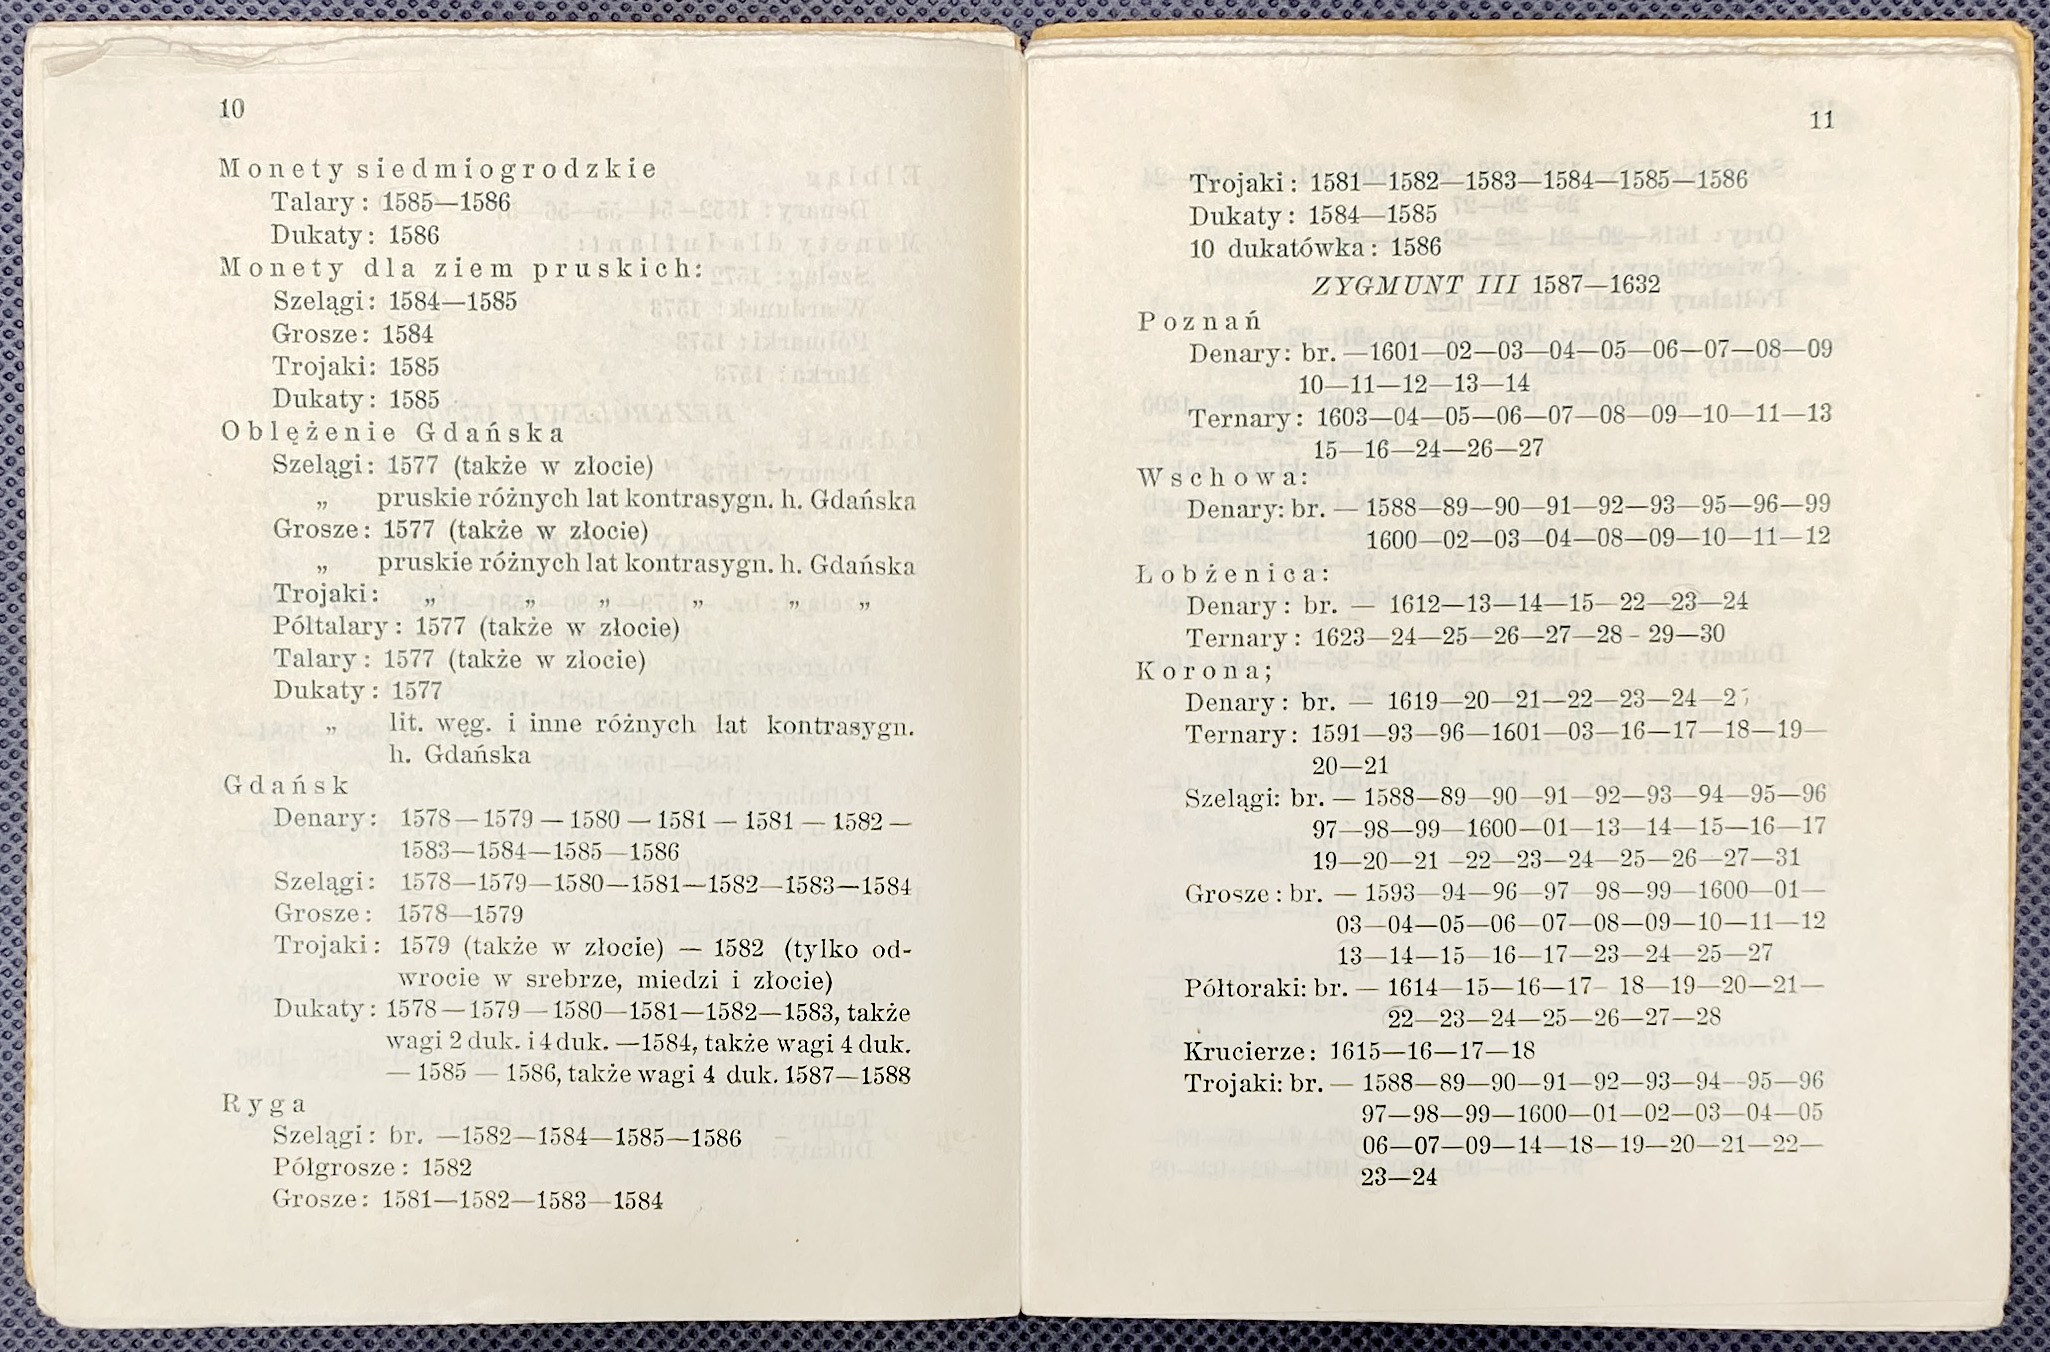 10
Monety siedmiogrodzkie
Talary: 1585—1586
Dukaty: 1586
Monety dla ziem pruskich:
Szelągi: 1584—1585
Grosze: 1584
Trojaki: 1585
Dukaty: 1585
Oblężenie Gdańska
Szelągi: 1577 (także w złocie)
„ pruskie różnych lat kontrasygn. h. Gdańska
Grosze: 1577 (także w złocie)
„ pruskie różnych lat kontrasygn. h. Gdańska
Trojaki: „ „ „ „ „ „
Póltalary: 1577 (także w złocie)
Talary: 1577 (także w złocie)
Dukaty: 1577
„ lit. węg. i inne różnych lat kontrasygn.
h. Gdańska
Gdańsk
Denary: 1578—1579—1580—1581—1581—1582—
1583—1584—1585—1586
Szelągi: 1578—1579—1580—1581—1582—1583—1584
Grosze: 1578—1579
Trojaki: 1579 (także w złocie) — 1582 (tylko od-
wrocie w srebrze, miedzi i złocie)
Dukaty: 1578—1579—1580—1581—1582—1583, także
wagi 2 duk. i 4 duk. —1584, także wagi 4 duk.
— 1585 — 1586, także wagi 4 duk. 1587—1588
Ryga
Szelągi: br. —1582—1584—1585—1586
Pólgrosze: 1582
Grosze: 1581—1582—1583—1584
11
Trojaki: 1581—1582—1583—1584—1585—1586
Dukaty: 1584—1585
10 dukatówka: 1586
ZYGMUNT III 1587—1632
Poznań
Denary: br. —1601—02—03—04—05—06—07—08—09
10—11—12—13—14
Ternary: 1603—04—05—06—07—08—09—10—11—13
15—16—24—26—27
Wschowa:
Denary: br. — 1588—89—90—91—92—93—95—96—99
1600—02—03—04—08—09—10—11—12
Łobżenica:
Denary: br. — 1612—13—14—15—22—23—24
Ternary: 1623—24—25—26—27—28-29—30
Korona;
Denary: br. — 1619—20—21—22—23—24—
Ternary: 1591—93—96—1601—03—16—17—18—19—
20—21
Szelągi: br. — 1588—89—90—91—92—93—94—95—96
97—98—99—1600—01—13—14—15—16—17
19—20—21-22—23—24—25—26—27—31
Grosze: br. — 1593—94—96—97—98—99—1600—01—
03—04—05—06—07—08—09—10—11—12
13—14—15—16—17—23—24—25—27
Półtoraki: br. — 1614—15—16—17-18—19—20—21—
22—23—24—25—26—27—28
Krucierze: 1615—16—17—18
Trojaki: br. — 1588—89—90—91—92—93—94—95—96
97—98—99—1600—01—02—03—04—05
06—07—09—14—18—19—20—21—22—
23—24